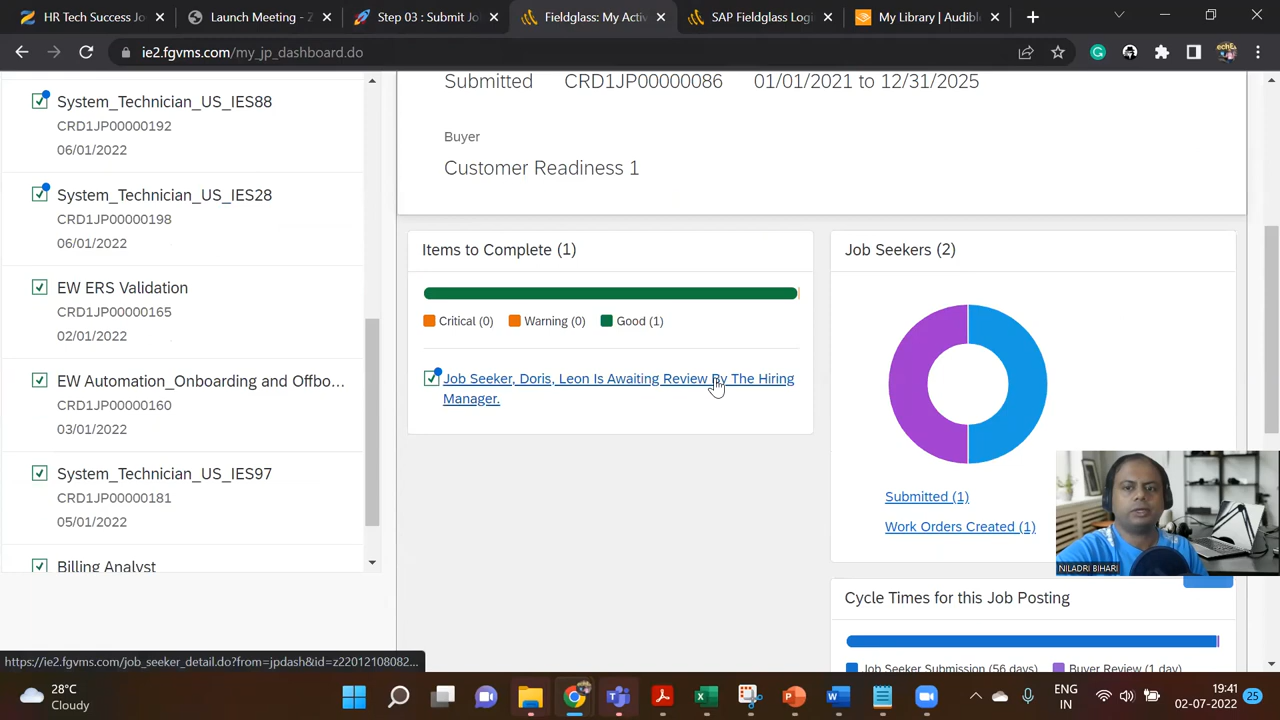 HR Tech Success Jo
Launch Meeting - Z
Step 03 : Submit Jo
Fieldglass: My Acti
SAP Fieldglass Logi
My Library | Audibl
ie2.fgvms.com/my_jp_dashboard.do
System_Technician_US_IES88
CRD1JP00000192
06/01/2022
System_Technician_US_IES28
CRD1JP00000198
06/01/2022
EW ERS Validation
CRD1JP00000165
02/01/2022
EW Automation_Onboarding and Offbo...
CRD1JP00000160
03/01/2022
System_Technician_US_IES97
CRD1JP00000181
05/01/2022
Billing Analyst
Submitted CRD1JP00000086 01/01/2021 to 12/31/2025
Buyer
Customer Readiness 1
Items to Complete (1)
Critical (0) Warning (0) Good (1)
Job Seeker, Doris, Leon Is Awaiting Review By The Hiring
Manager.
Job Seekers (2)
Submitted (1)
Work Orders Created (1)
NILADRI BIHARI
Cycle Times for this Job Posting
Job Seeker Submission (56 days) Buyer Review (1 day)
https://ie2.fgvms.com/job_seeker_detail.do?from=jpdash&id=z22012108082...
28°C
Cloudy
ENG
IN
19:41
02-07-2022
25